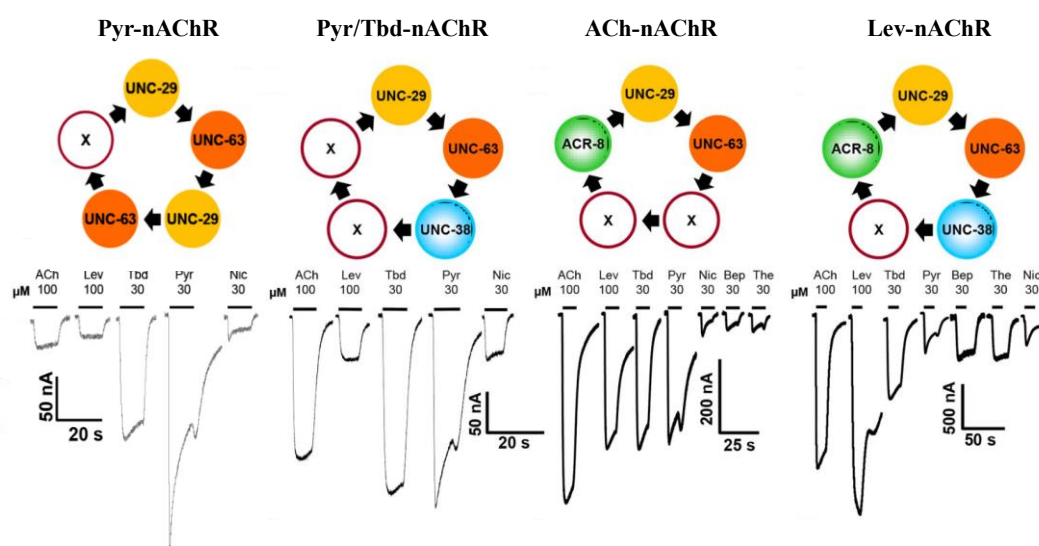 Pyr-nAChR Pyr/Tbd-nAChR ACh-nAChR Lev-nAChR
UNC-29
X UNC-63
UNC-63 UNC-29
UNC-29
X UNC-63
X UNC-38
UNC-29
ACR-8 UNC-63
X X
UNC-29
ACR-8 UNC-63
X UNC-38
ACh Lev Tbd Pyr Nic
µM 100 100 30 30 30
50 nA
20 s
ACh Lev Tbd Pyr Nic
µM 100 100 30 30 30
50 nA
20 s
ACh Lev Tbd Pyr Nic Bep The
µM 100 100 30 30 30 30 30
200 nA
25 s
ACh Lev Tbd Pyr Bep The Nic
µM 100 100 30 30 30 30 30
500 nA
50 s